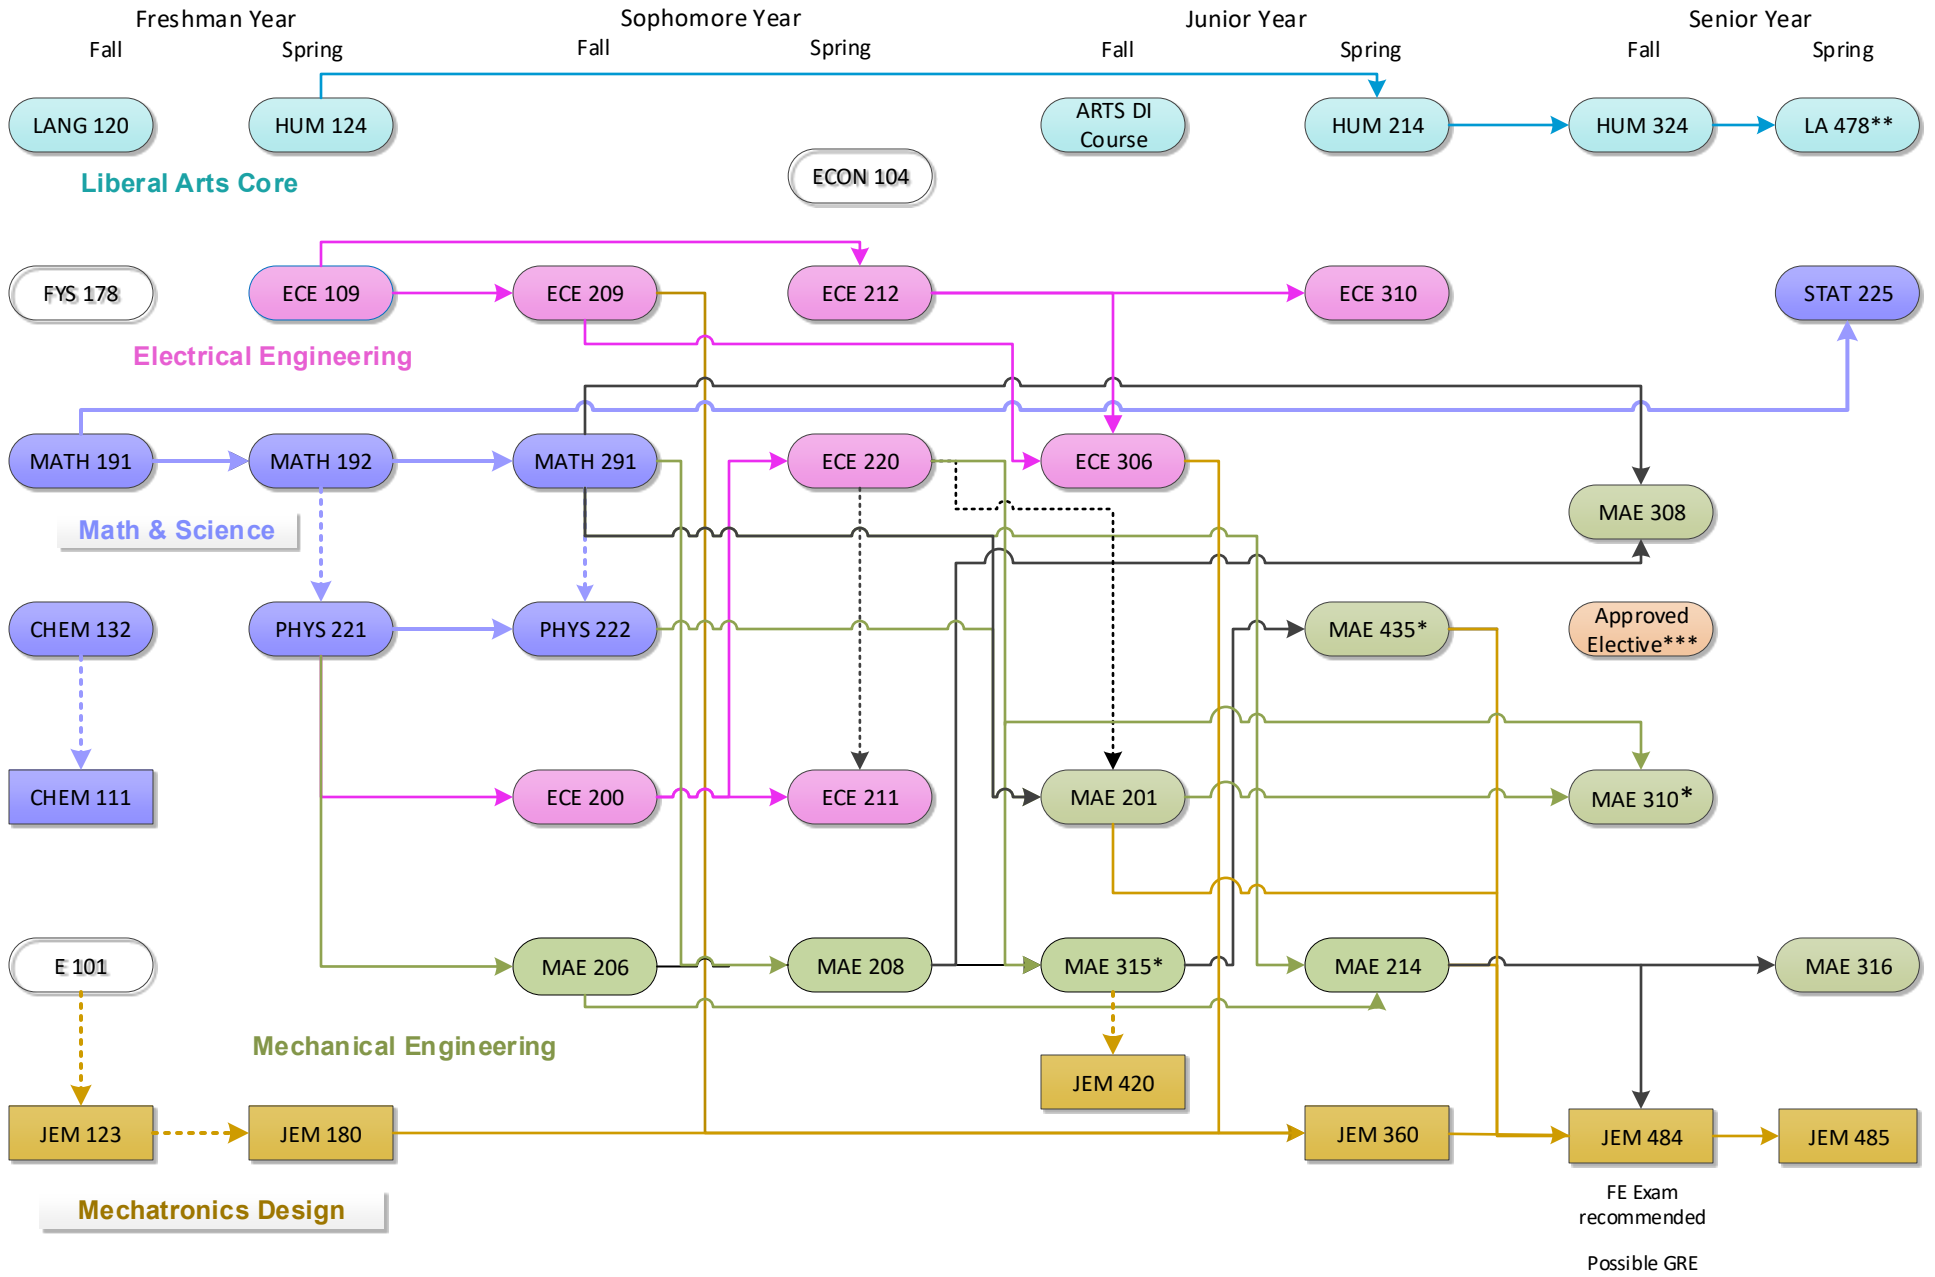 Freshman Year
Sophomore Year
Junior Year
Senior Year
Fall
Spring
Fall
Spring
Fall
Spring
Fall
Spring
LANG 120
HUM 124
ARTS DI
Course
HUM 214
HUM 324
LA 478**
Liberal Arts Core
ECON 104
FYS 178
ECE 109
ECE 209
ECE 212
ECE 310
STAT 225
Electrical Engineering
MATH 191
MATH 192
MATH 291
ECE 220
ECE 306
MAE 308
Math & Science
CHEM 132
PHYS 221
PHYS 222
MAE 435*
Approved
Elective***
CHEM 111
ECE 200
ECE 211
MAE 201
MAE 310*
E 101
MAE 206
MAE 208
MAE 315*
MAE 214
MAE 316
Mechanical Engineering
JEM 420
JEM 123
JEM 180
JEM 360
JEM 484
JEM 485
Mechatronics Design
FE Exam
recommended
Possible GRE